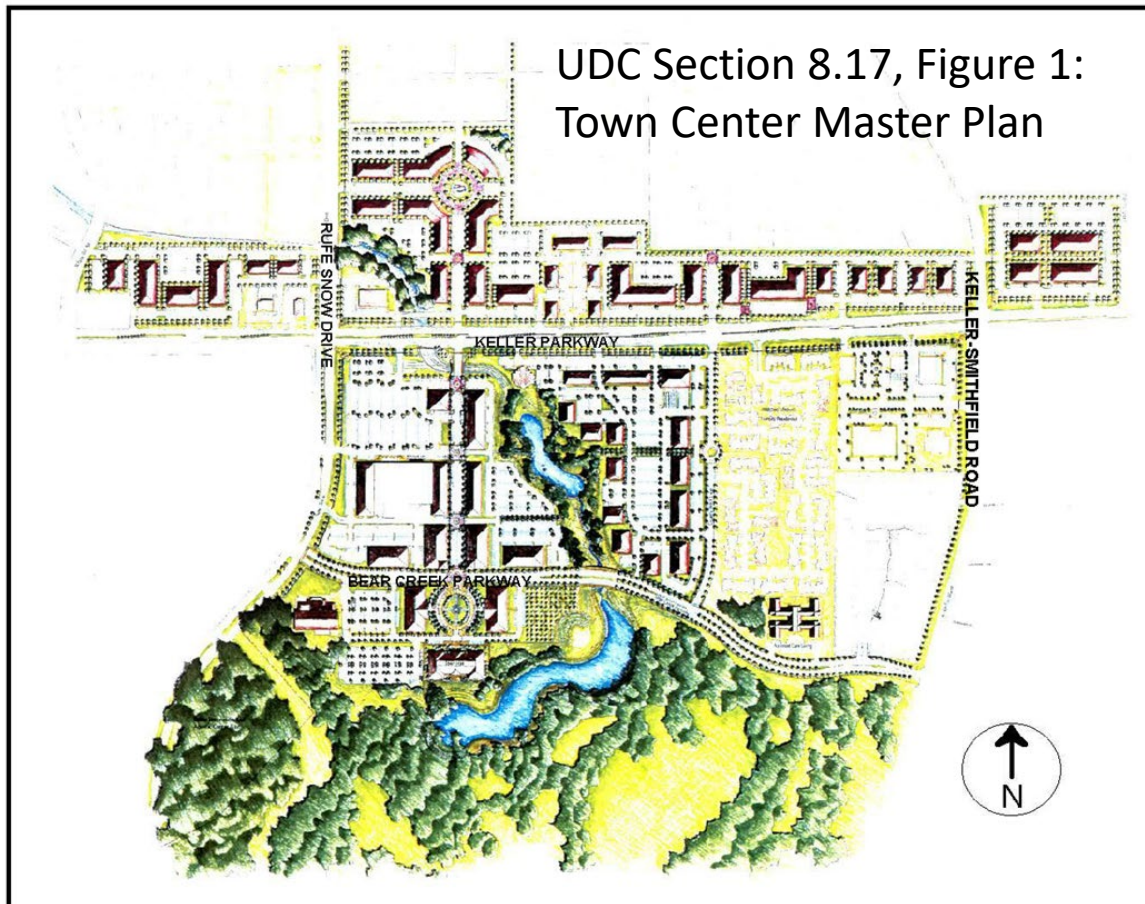 UDC Section 8.17, Figure 1:
Town Center Master Plan
RUFE SNOW DRIVE
KELLER PARKWAY
KELLER-SMITHFIELD ROAD
BEAR CREEK PARKWAY
N